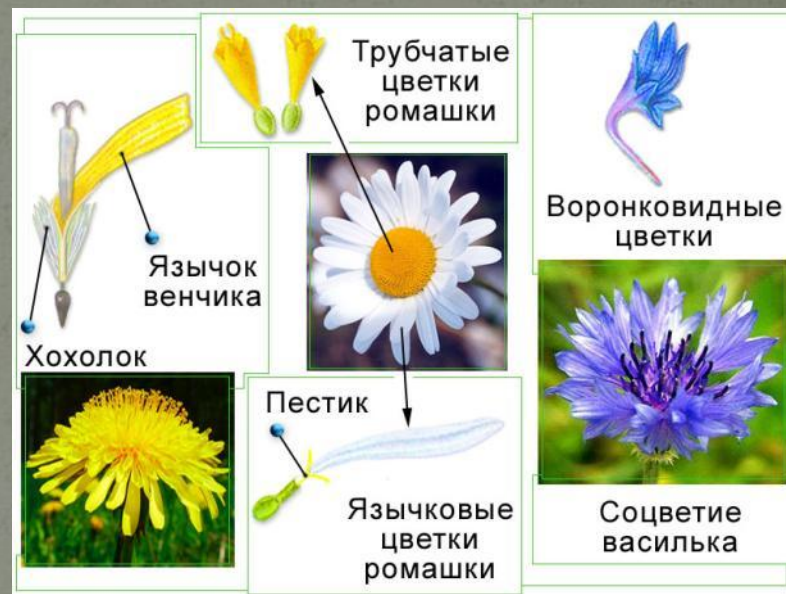 Трубчатые
цветки
ромашки
Воронковидные
цветки
Язычок
венчика
Хохолок
Пестик
Язычковые
цветки
ромашки
Соцветие
василька